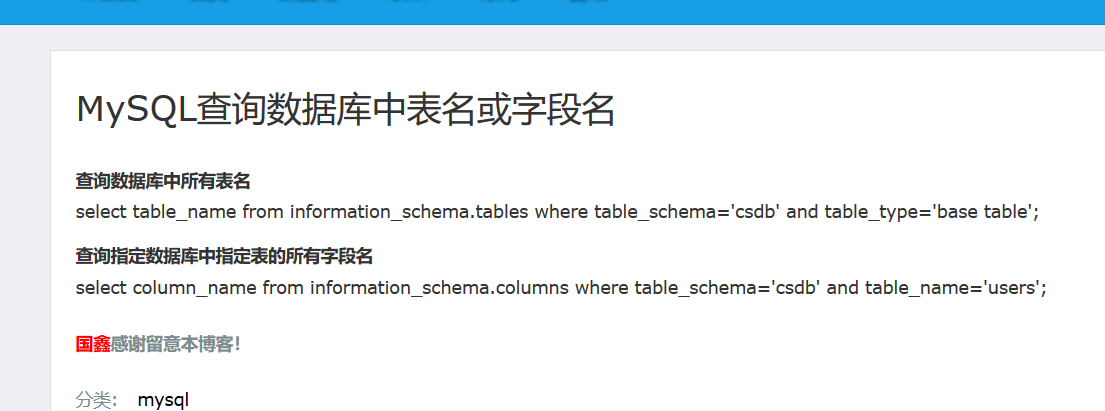 MySQL查询数据库中表名或字段名
查询数据库中所有表名
select table_name from information_schema.tables where table_schema='csdb' and table_type='base table';
查询指定数据库中指定表的所有字段名
select column_name from information_schema.columns where table_schema='csdb' and table_name='users';
国鑫感谢留意本博客!
分类: mysql